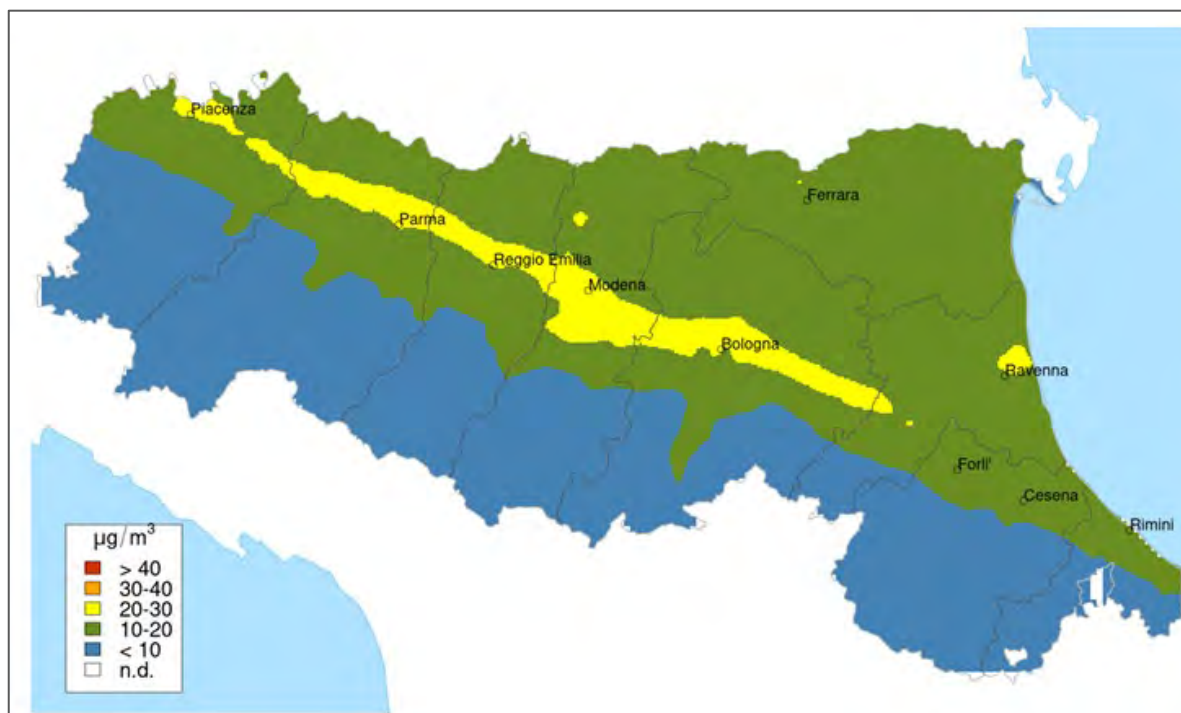 Piacenza
Ferrara
Parma
Reggio Emilia
Modena
Bologna
Ravenna
Forli'
Cesena
Rimini
µg/m³
> 40
30-40
20-30
10-20
< 10
n.d.